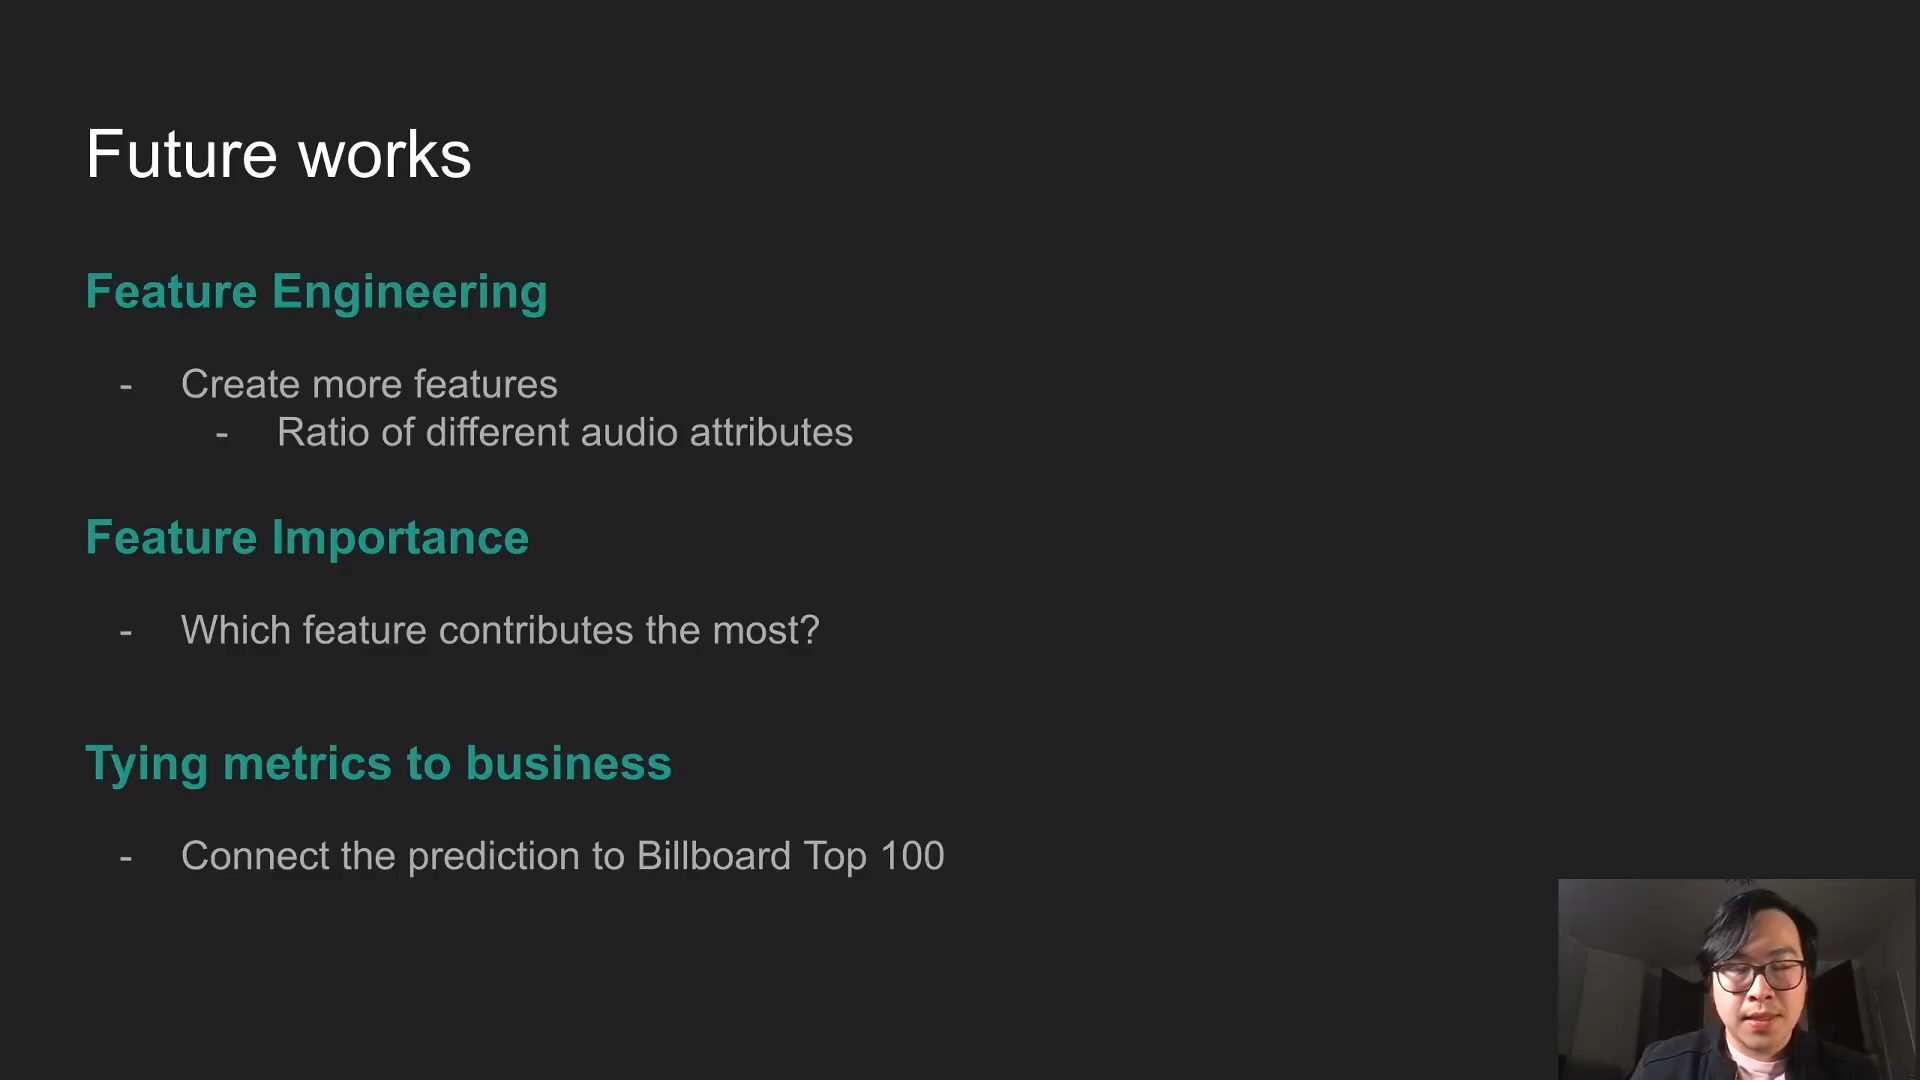 Future works
Feature Engineering
- Create more features
- Ratio of different audio attributes
Feature Importance
- Which feature contributes the most?
Tying metrics to business
- Connect the prediction to Billboard Top 100